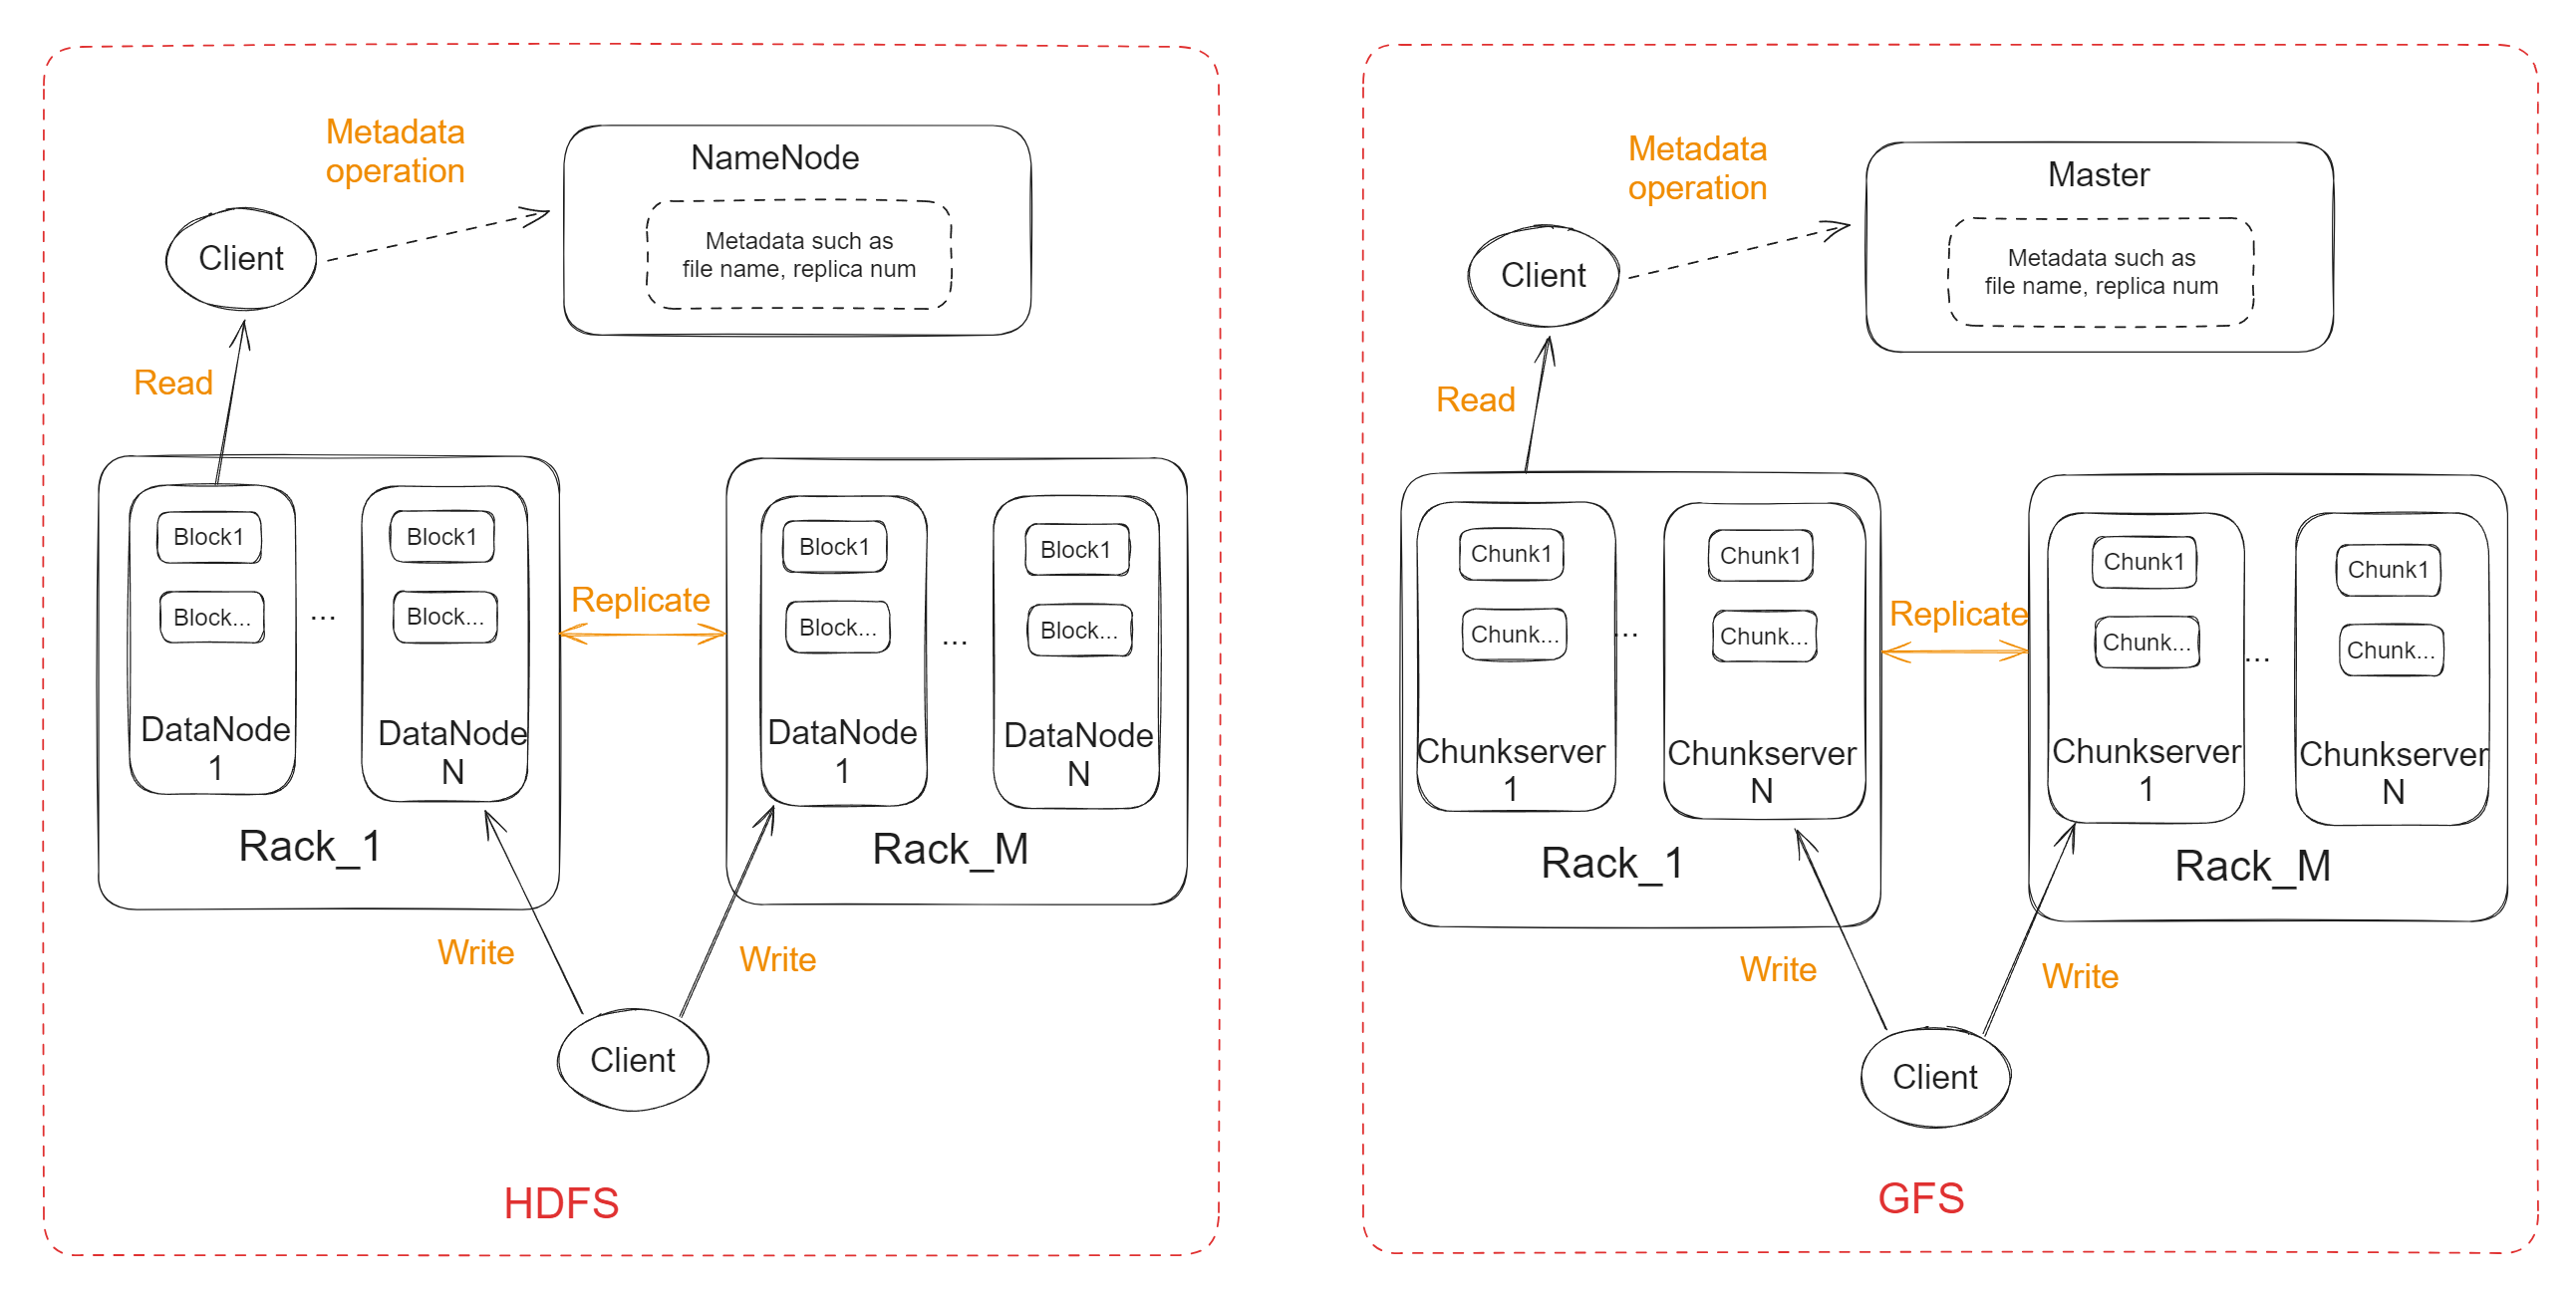 Metadata
operation
NameNode
Metadata such as
file name, replica num
Client
Read
Block1
Block...
DataNode
1
...
Block1
Block...
DataNode
N
Rack_1
Replicate
Block1
Block...
DataNode
1
...
Block1
Block...
DataNode
N
Rack_M
Write
Write
Client
HDFS
Metadata
operation
Master
Metadata such as
file name, replica num
Client
Read
Chunk1
Chunk...
Chunkserver
1
...
Chunk1
Chunk...
Chunkserver
N
Rack_1
Replicate
Chunk1
Chunk...
Chunkserver
1
...
Chunk1
Chunk...
Chunkserver
N
Rack_M
Write
Write
Client
GFS